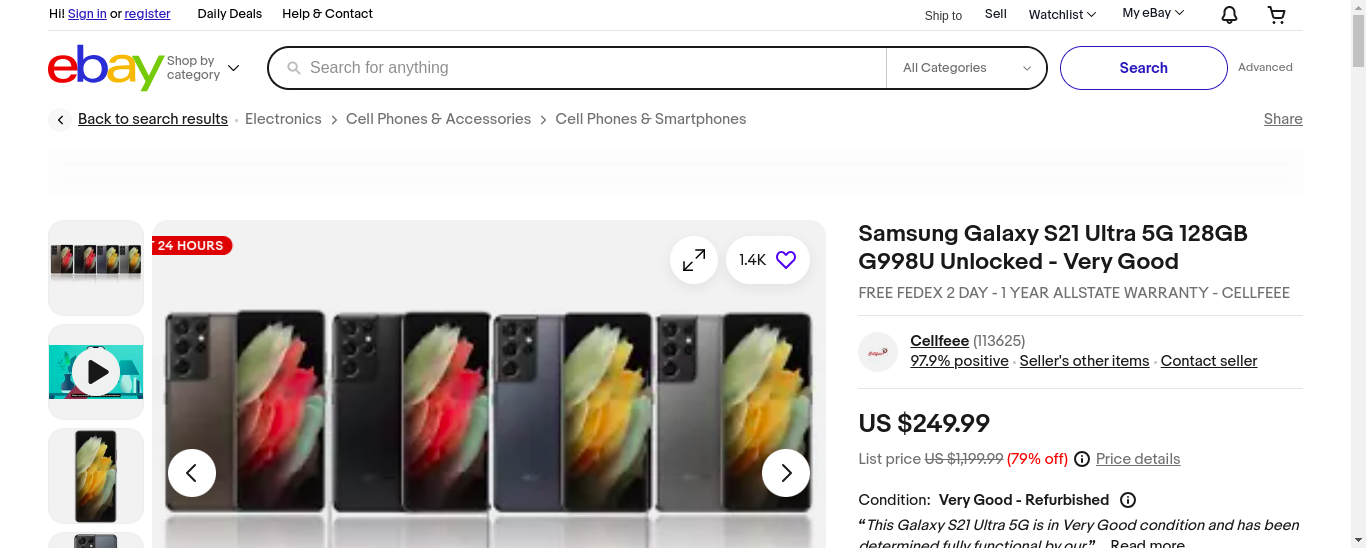 Hi! Sign in or register Daily Deals Help & Contact Ship to Sell Watchlist My eBay
ebay Shop by category Search for anything All Categories Search Advanced
Back to search results Electronics Cell Phones & Accessories Cell Phones & Smartphones Share
24 HOURS
1.4K
Samsung Galaxy S21 Ultra 5G 128GB
G998U Unlocked - Very Good
FREE FEDEX 2 DAY - 1 YEAR ALLSTATE WARRANTY - CELLFEEE
Cellfeee (113625)
97.9% positive Seller's other items Contact seller
US $249.99
List price US $1,199.99 (79% off) Price details
Condition: Very Good - Refurbished
“This Galaxy S21 Ultra 5G is in Very Good condition and has been
determined fully functional by our” Read more